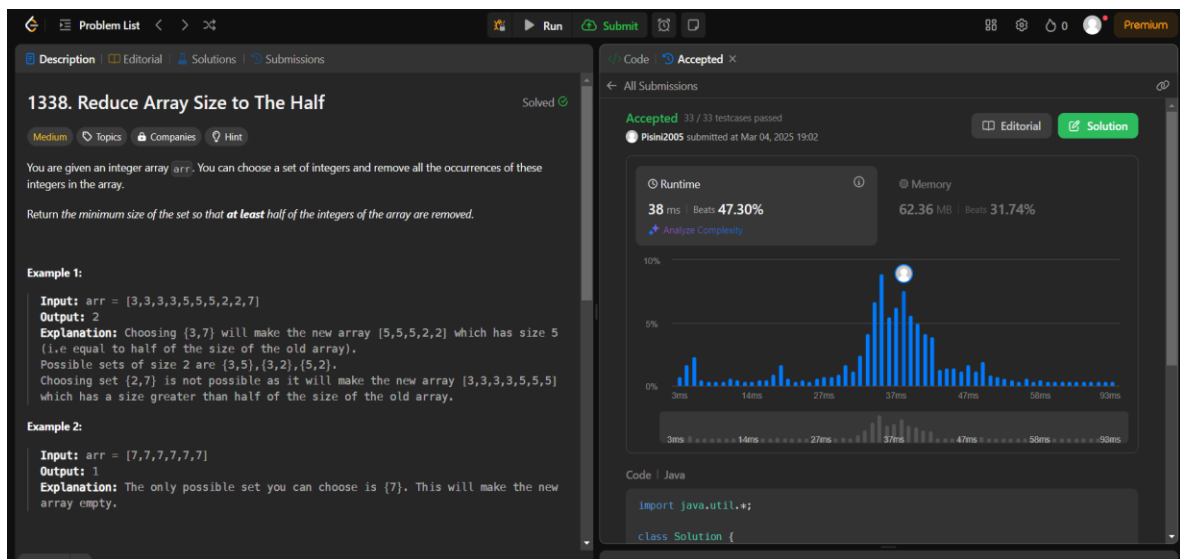 Problem List
Run
Submit
0
Premium
Description | Editorial | Solutions | Submissions
1338. Reduce Array Size to The Half
Solved
Medium Topics Companies Hint
You are given an integer array arr. You can choose a set of integers and remove all the occurrences of these
integers in the array.
Return the minimum size of the set so that at least half of the integers of the array are removed.
Example 1:
Input: arr = [3,3,3,3,5,5,5,2,2,7]
Output: 2
Explanation: Choosing {3,7} will make the new array [5,5,5,2,2] which has size 5
(i.e equal to half of the size of the old array).
Possible sets of size 2 are {3,5},{3,2},{5,2}.
Choosing set {2,7} is not possible as it will make the new array [3,3,3,3,5,5,5]
which has a size greater than half of the size of the old array.
Example 2:
Input: arr = [7,7,7,7,7,7]
Output: 1
Explanation: The only possible set you can choose is {7}. This will make the new
array empty.
Code | Accepted ×
All Submissions
Accepted 33 / 33 testcases passed
Pisini2005 submitted at Mar 04, 2025 19:02
Editorial
Solution
Runtime
38 ms | Beats 47.30%
Analyze Complexity
Memory
62.36 MB | Beats 31.74%
10%
5%
0%
3ms 14ms 27ms 37ms 47ms 58ms 93ms
3ms 14ms 27ms 37ms 47ms 58ms 93ms
Code | Java
import java.util.*;
class Solution {